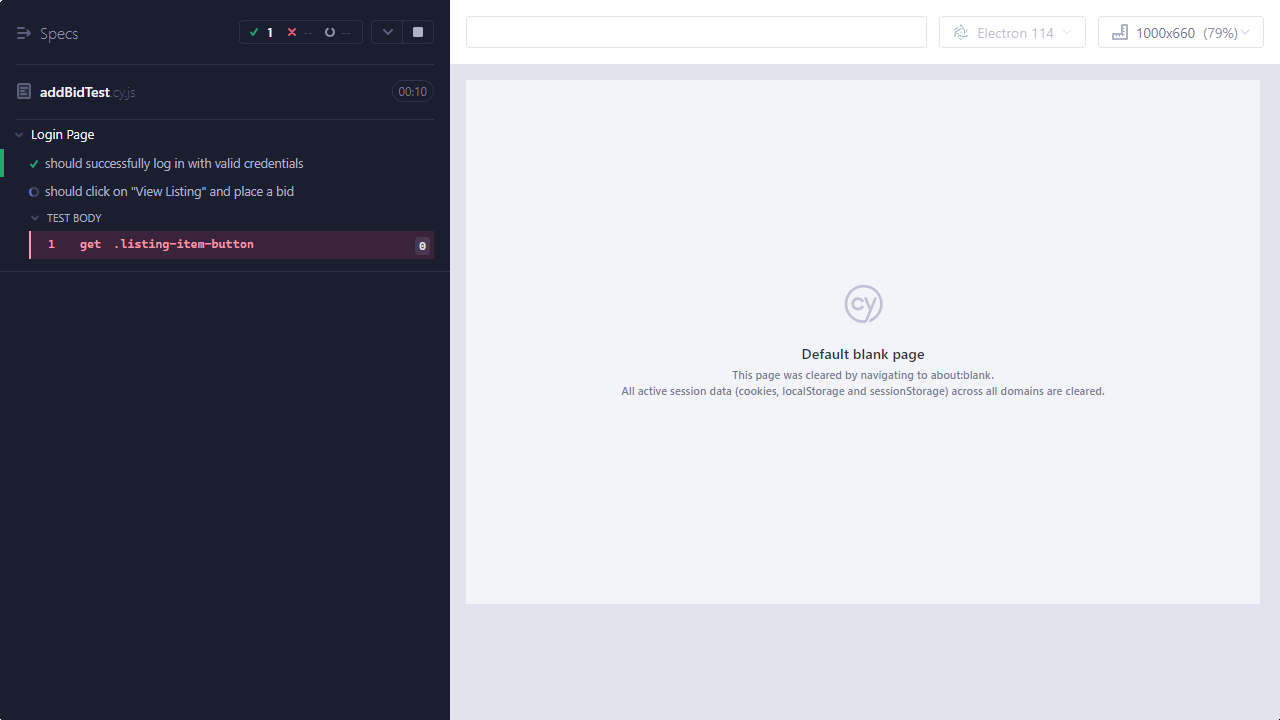 Specs
1 -- --
Electron 114
1000x660 (79%)
addBidTest.cy.js
00:10
Login Page
should successfully log in with valid credentials
should click on "View Listing" and place a bid
TEST BODY
1 get .listing-item-button 0
cy
Default blank page
This page was cleared by navigating to about:blank.
All active session data (cookies, localStorage and sessionStorage) across all domains are cleared.